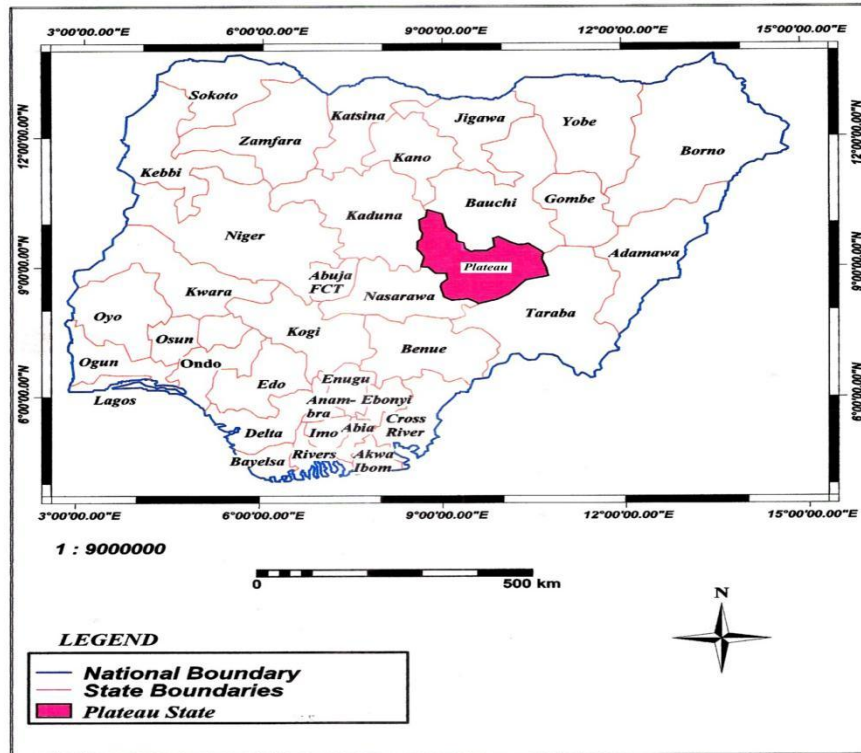 3°00'00.00"E 6°00'00.00"E 9°00'00.00"E 12°00'00.00"E 15°00'00.00"E
12°00'00.00"N
9°00'00.00"N
6°00'00.00"N
Sokoto
Katsina
Jigawa
Yobe
Zamfara
Kano
Borno
Kebbi
Bauchi
Gombe
Kaduna
Niger
Adamawa
Plateau
Abuja
FCT
Nasarawa
Kwara
Taraba
Oyo
Kogi
Osun
Benue
Ogun
Ondo
Edo
Enugu
Lagos
Anam-
bra
Ebonyi
Cross
River
Delta
Imo
Abia
Bayelsa
Rivers
Akwa
Ibom
12°00'00.00"N
9°00'00.00"N
6°00'00.00"N
3°00'00.00"E 6°00'00.00"E 9°00'00.00"E 12°00'00.00"E 15°00'00.00"E
1 : 9000000
0 500 km
N
LEGEND
National Boundary
State Boundaries
Plateau State